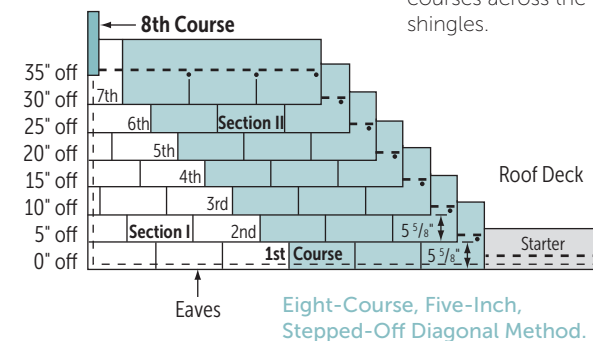 courses across the
shingles.
8th Course
35" off
30" off
7th
25" off
6th
Section II
20" off
5th
15" off
4th
Roof Deck
10" off
3rd
5" off
Section I
2nd
5 5/8"
Starter
0" off
1st Course
5 5/8"
Eaves
Eight-Course, Five-Inch,
Stepped-Off Diagonal Method.